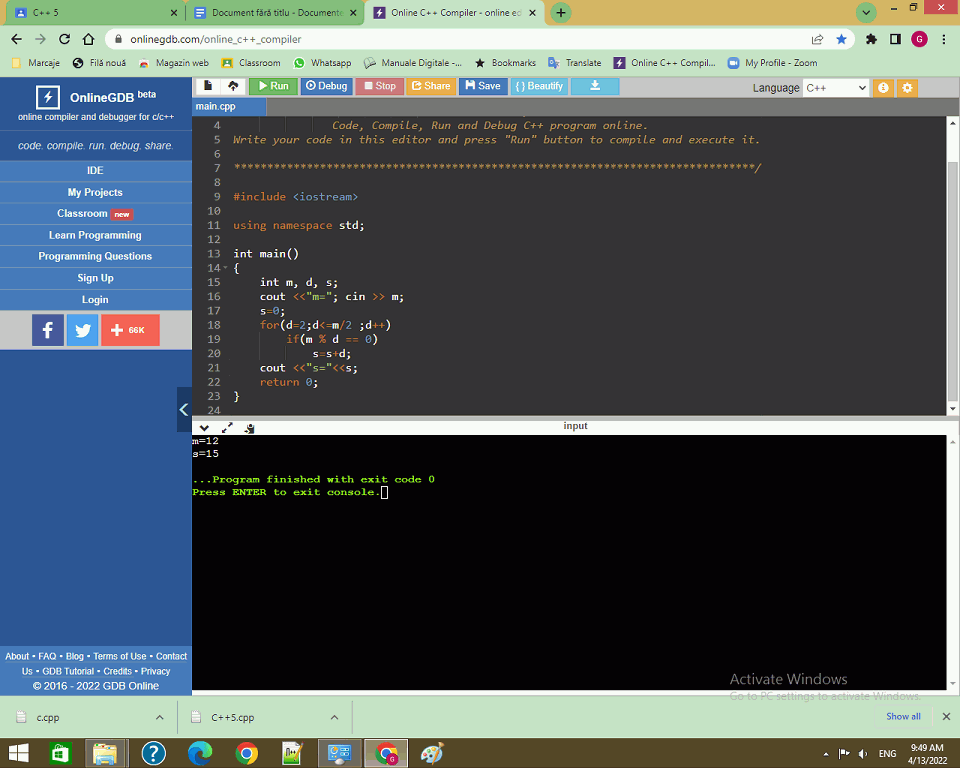 C++ 5
Document fără titlu - Documente
Online C++ Compiler - online ed
onlinegdb.com/online_c++_compiler
G
Marcaje
Filă nouă
Magazin web
Classroom
Whatsapp
Manuale Digitale -...
Bookmarks
Translate
Online C++ Compil...
My Profile - Zoom
OnlineGDB beta
online compiler and debugger for c/c++
code. compile. run. debug. share.
IDE
My Projects
Classroom new
Learn Programming
Programming Questions
Sign Up
Login
66K
About • FAQ • Blog • Terms of Use • Contact
Us • GDB Tutorial • Credits • Privacy
© 2016 - 2022 GDB Online
Run
Debug
Stop
Share
Save
{ } Beautify
Language C++
main.cpp
4 Code, Compile, Run and Debug C++ program online.
5 Write your code in this editor and press "Run" button to compile and execute it.
6
7 *******************************************************************************/
8
9 #include <iostream>
10
11 using namespace std;
12
13 int main()
14 {
15 int m, d, s;
16 cout <<"m="; cin >> m;
17 s=0;
18 for(d=2;d<=m/2 ;d++)
19 if(m % d == 0)
20 s=s+d;
21 cout <<"s="<<s;
22 return 0;
23 }
24
input
m=12
s=15
...Program finished with exit code 0
Press ENTER to exit console.
Activate Windows
Go to PC settings to activate Windows.
c.cpp
C++5.cpp
Show all
ENG
9:49 AM
4/13/2022